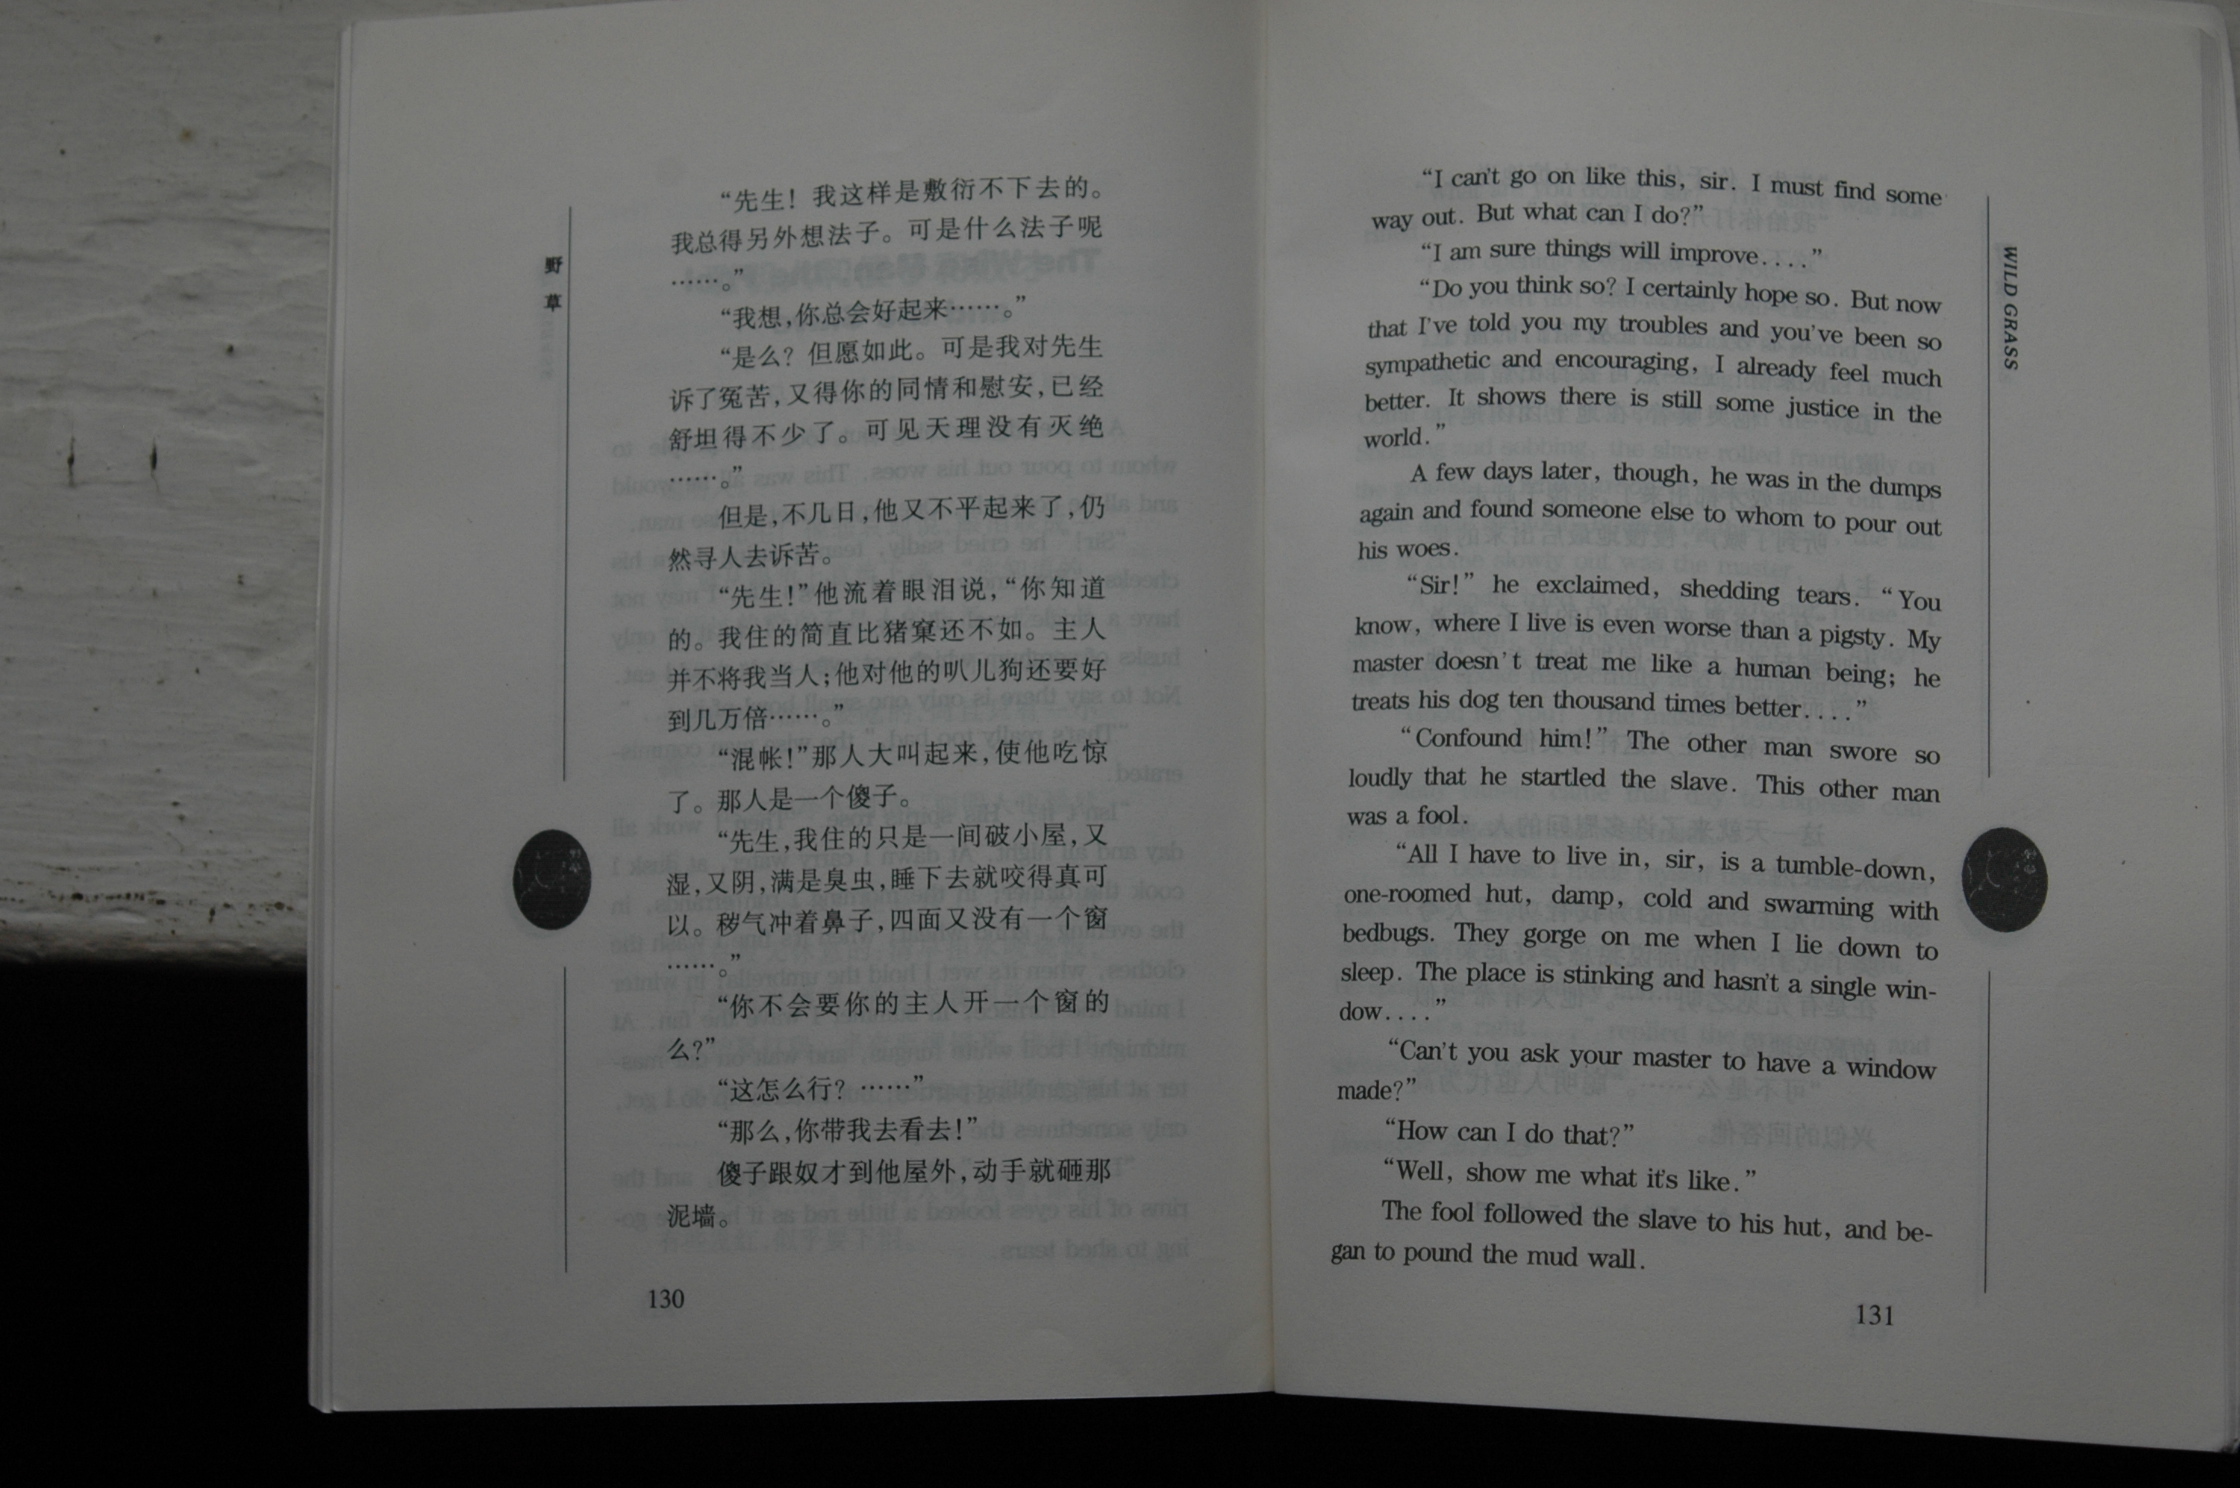 野草
“先生！我这样是敷衍不下去的。
我总得另外想法子。可是什么法子呢
……。”
“我想，你总会好起来……。”
“是么？但愿如此。可是我对先生
诉了冤苦，又得你的同情和慰安，已经
舒坦得不少了。可见天理没有灭绝
……。”
但是，不几日，他又不平起来了，仍
然寻人去诉苦。
“先生！”他流着眼泪说，“你知道
的。我住的简直比猪窠还不如。主人
并不将我当人；他对他的叭儿狗还要好
到几万倍……。”
“混帐！”那人大叫起来，使他吃惊
了。那人是一个傻子。
“先生，我住的只是一间破小屋，又
湿，又阴，满是臭虫，睡下去就咬得真可
以。秽气冲着鼻子，四面又没有一个窗
……。”
“你不会要你的主人开一个窗的
么？”
“这怎么行？……”
“那么，你带我去看去！”
傻子跟奴才到他屋外，动手就砸那
泥墙。
130
“I can't go on like this, sir. I must find some
way out. But what can I do?”
“I am sure things will improve....”
“Do you think so? I certainly hope so. But now
that I've told you my troubles and you've been so
sympathetic and encouraging, I already feel much
better. It shows there is still some justice in the
world.”
A few days later, though, he was in the dumps
again and found someone else to whom to pour out
his woes.
“Sir!” he exclaimed, shedding tears. “You
know, where I live is even worse than a pigsty. My
master doesn't treat me like a human being; he
treats his dog ten thousand times better....”
“Confound him!” The other man swore so
loudly that he startled the slave. This other man
was a fool.
“All I have to live in, sir, is a tumble-down,
one-roomed hut, damp, cold and swarming with
bedbugs. They gorge on me when I lie down to
sleep. The place is stinking and hasn't a single win-
dow....”
“Can't you ask your master to have a window
made?”
“How can I do that?”
“Well, show me what it's like.”
The fool followed the slave to his hut, and be-
gan to pound the mud wall.
131
WILD GRASS